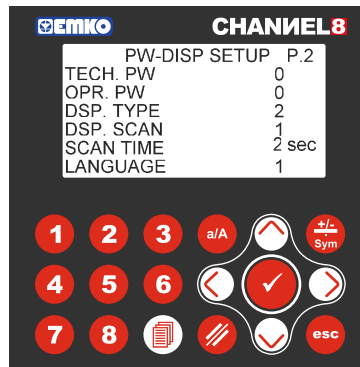 EMKO CHANNEL8
PW-DISP SETUP P.2
TECH. PW 0
OPR. PW 0
DSP. TYPE 2
DSP. SCAN 1
SCAN TIME 2 sec
LANGUAGE 1
1 2 3 a/A +/- Sym
4 5 6
7 8 esc